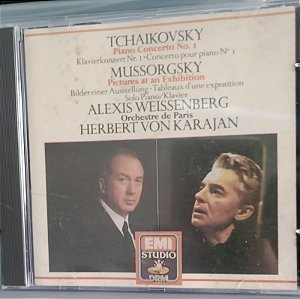 TCHAIKOVSKY
Piano Concerto No. 1
Klavierkonzert Nr. 1 · Concerto pour piano N° 1
MUSSORGSKY
Pictures at an Exhibition
Bilder einer Ausstellung · Tableaux d'une exposition
Solo Piano/Klavier
ALEXIS WEISSENBERG
Orchestre de Paris
HERBERT VON KARAJAN
EMI
STUDIO
DRM